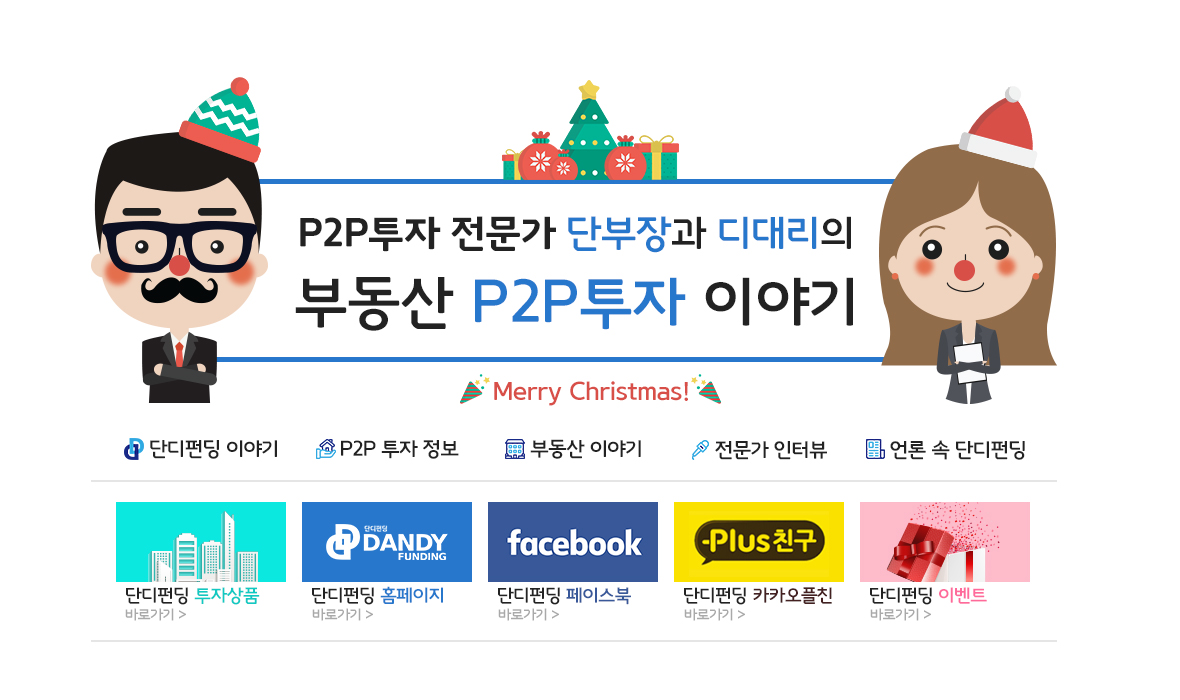 P2P투자 전문가 단부장과 디대리의
부동산 P2P투자 이야기
Merry Christmas!
단디펀딩 이야기
P2P 투자 정보
부동산 이야기
전문가 인터뷰
언론 속 단디펀딩
단디펀딩
DANDY
FUNDING
facebook
Plus친구
단디펀딩 투자상품
바로가기 >
단디펀딩 홈페이지
바로가기 >
단디펀딩 페이스북
바로가기 >
단디펀딩 카카오플친
바로가기 >
단디펀딩 이벤트
바로가기 >